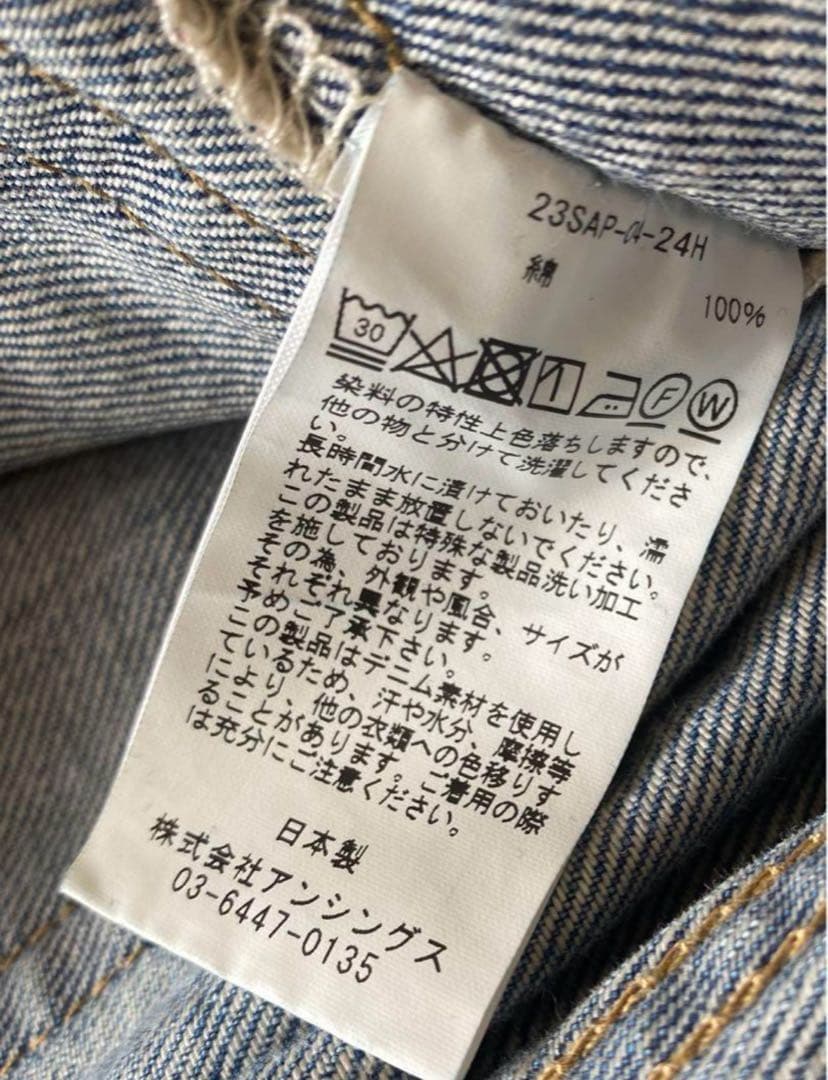 23SAP-04-24H
綿
100%
30
F W
染料の特性上色落ちしますので、
他の物と分けて洗濯してくださ
い。
長時間水に漬けておいたり、濡
れたまま放置しないでください。
この製品は特殊な製品洗い加工
を施しております。
その為、外観や風合、サイズが
それぞれ異なります。
予めご了承下さい。
この製品はデニム素材を使用し
ているため、汗や水分、摩擦等
により、他の衣類への色移りす
ることがあります。ご着用の際
は充分にご注意ください。
日本製
株式会社アンシングス
03-6447-0135